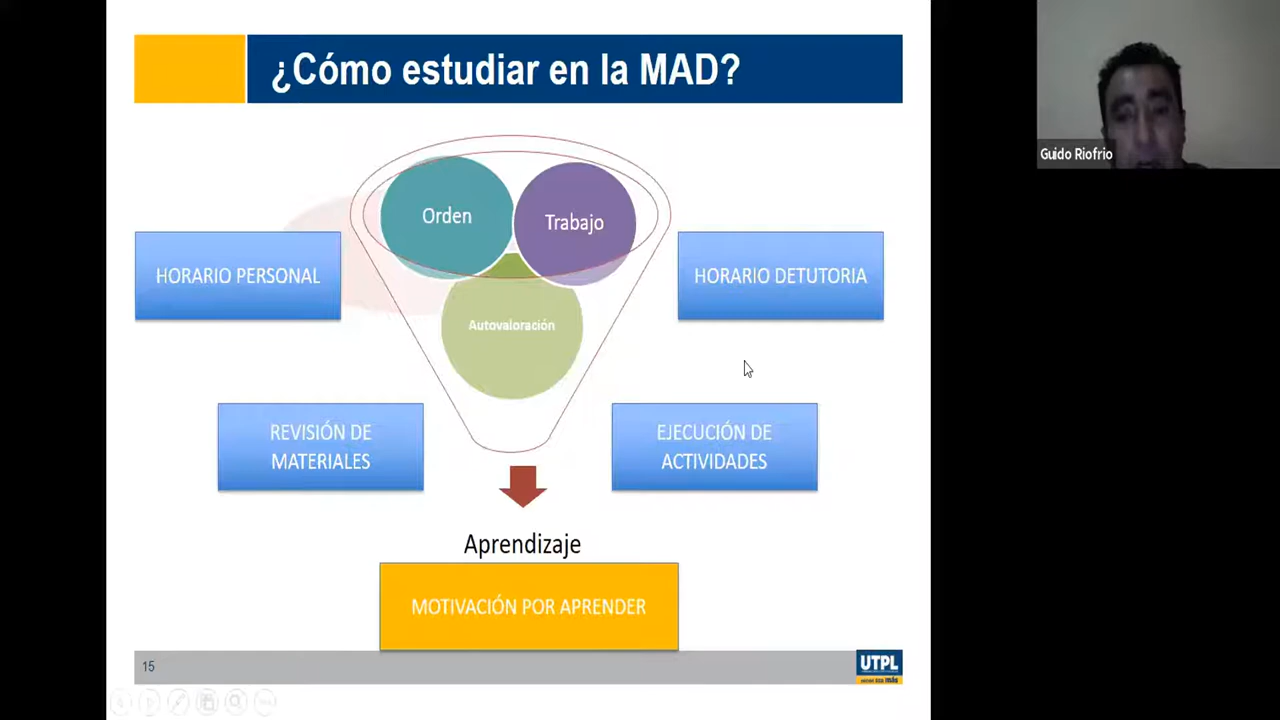 ¿Cómo estudiar en la MAD?
Guido Riofrio
Orden
Trabajo
HORARIO PERSONAL
HORARIO DETUTORIA
Autovaloración
REVISIÓN DE
MATERIALES
EJECUCIÓN DE
ACTIVIDADES
Aprendizaje
MOTIVACIÓN POR APRENDER
15
UTPL